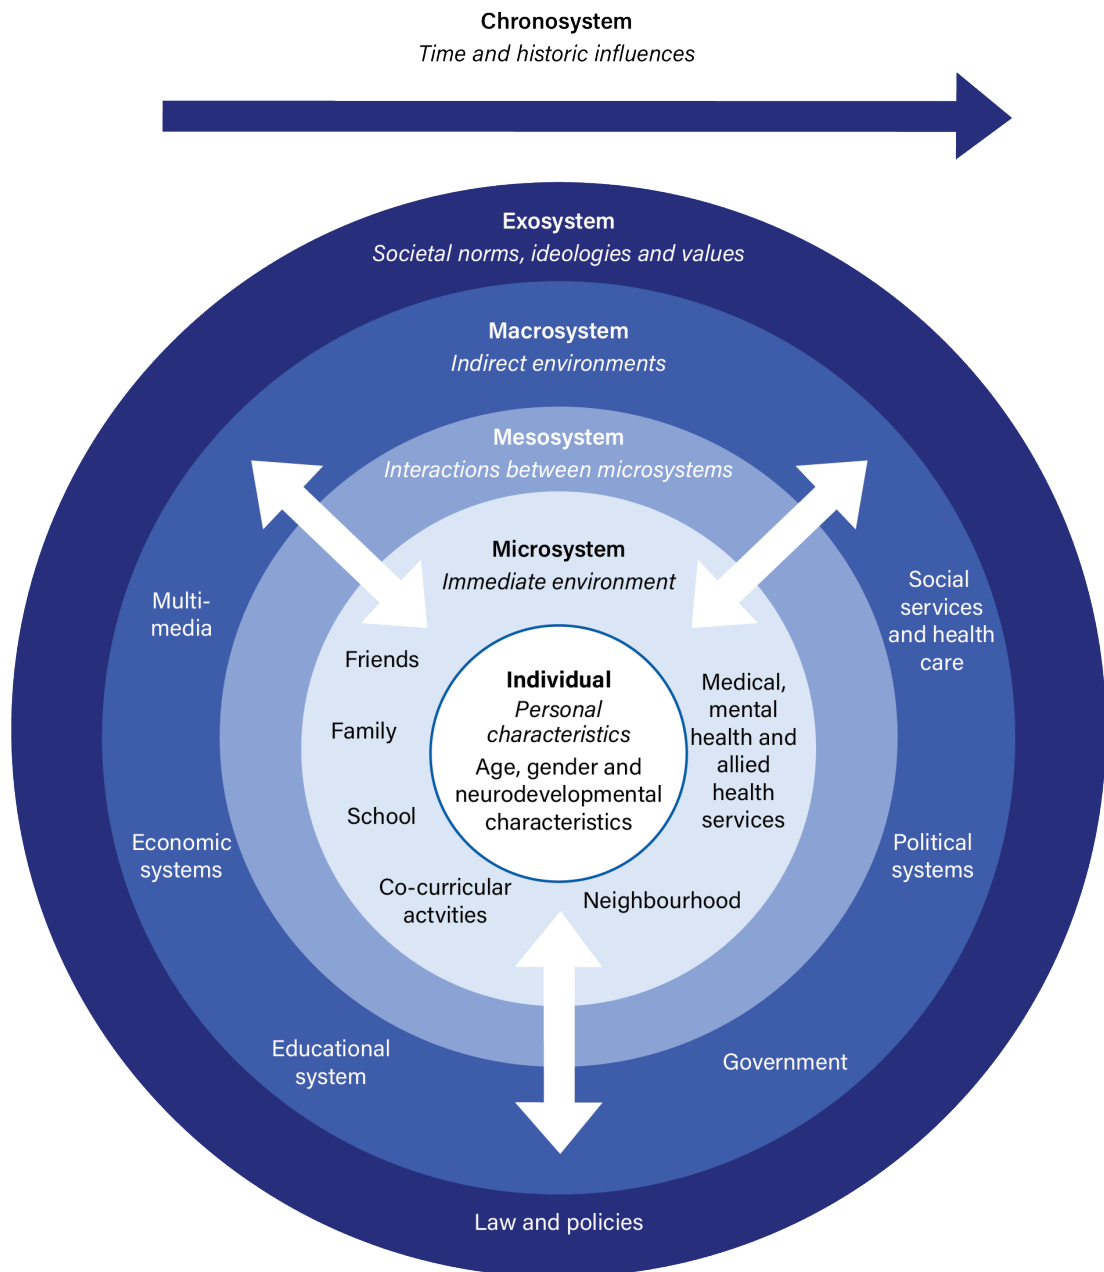 Chronosystem
Time and historic influences
Exosystem
Societal norms, ideologies and values
Macrosystem
Indirect environments
Mesosystem
Interactions between microsystems
Microsystem
Immediate environment
Multi-
media
Social
services
and health
care
Friends
Family
School
Co-curricular
actvities
Individual
Personal
characteristics
Age, gender and
neurodevelopmental
characteristics
Medical,
mental
health and
allied
health
services
Neighbourhood
Economic
systems
Political
systems
Educational
system
Government
Law and policies